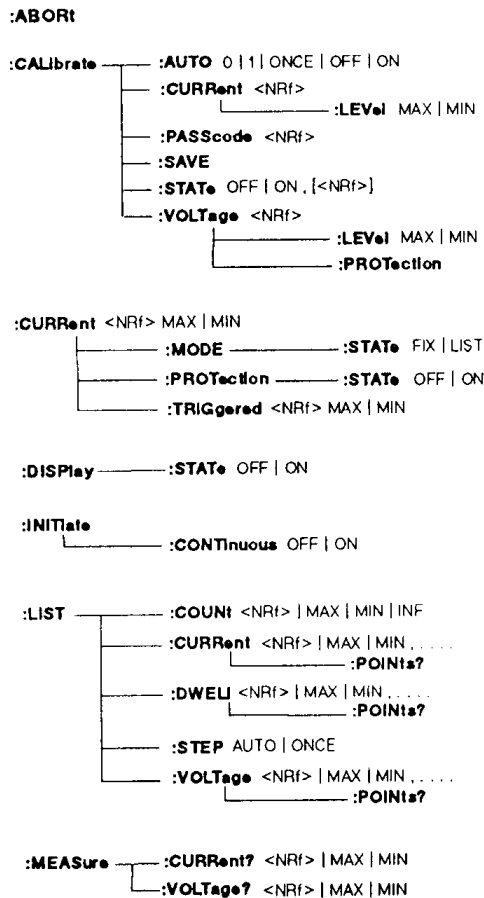 :ABORt
:CALIbrate :AUTO 0 | 1 | ONCE | OFF | ON
:CURRent <NRf>
:LEVel MAX | MIN
:PASScode <NRf>
:SAVE
:STATe OFF | ON , [<NRf>]
:VOLTage <NRf>
:LEVel MAX | MIN
:PROTection
:CURRent <NRf> MAX | MIN
:MODE :STATe FIX | LIST
:PROTection :STATe OFF | ON
:TRIGgered <NRf> MAX | MIN
:DISPlay :STATe OFF | ON
:INITiate
:CONTinuous OFF | ON
:LIST :COUNt <NRf> | MAX | MIN | INF
:CURRent <NRf> | MAX | MIN , . . . .
:POINts?
:DWELl <NRf> | MAX | MIN , . . . .
:POINts?
:STEP AUTO | ONCE
:VOLTage <NRf> | MAX | MIN , . . . .
:POINts?
:MEASure :CURRent? <NRf> | MAX | MIN
:VOLTage? <NRf> | MAX | MIN